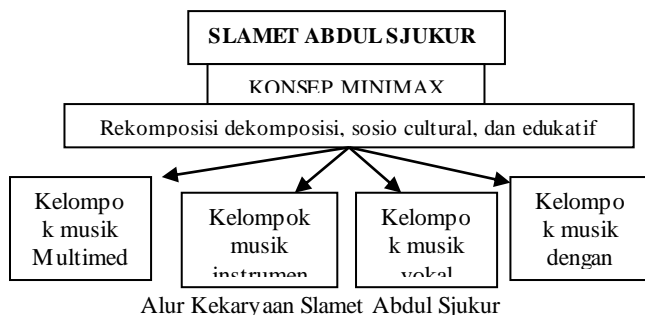 SLAMET ABDUL SJUKUR
KONSEP MINIMAX
Rekomposisi dekomposisi, sosio cultural, dan edukatif
Kelompo
k musik
Multimed
Kelompok
musik
instrumen
Kelompo
k musik
vokal
Kelompo
k musik
dengan
Alur Kekaryaan Slamet Abdul Sjukur